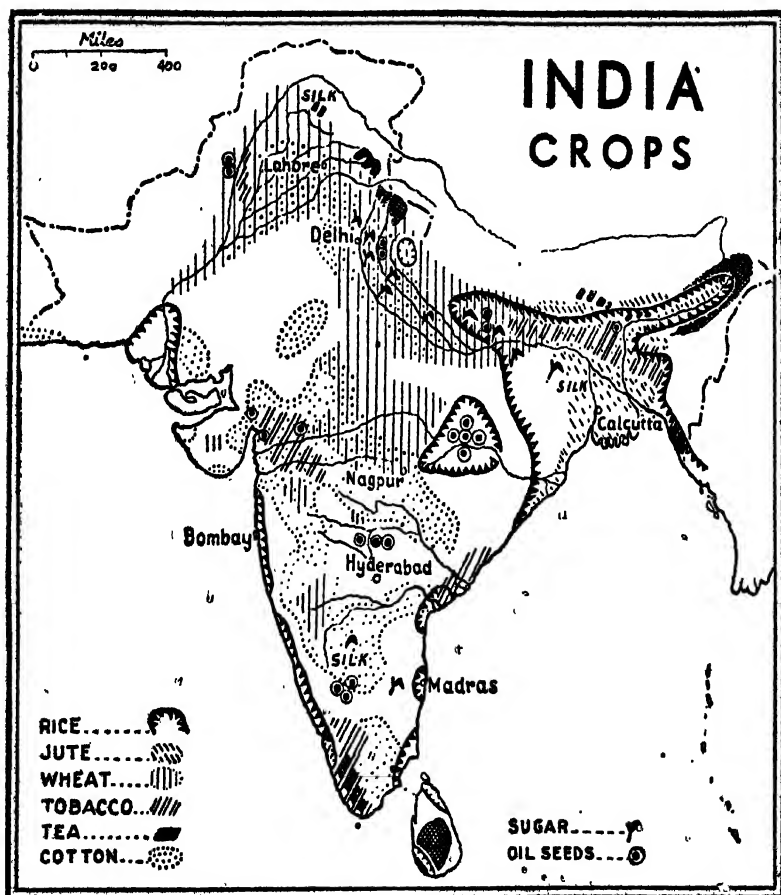 Miles
0 200 400
INDIA
CROPS
SILK
Lahore
Delhi
SILK
Calcutta
Nagpur
Bombay
Hyderabad
SILK
Madras
RICE
JUTE
WHEAT
TOBACCO
TEA
COTTON
SUGAR
OIL SEEDS